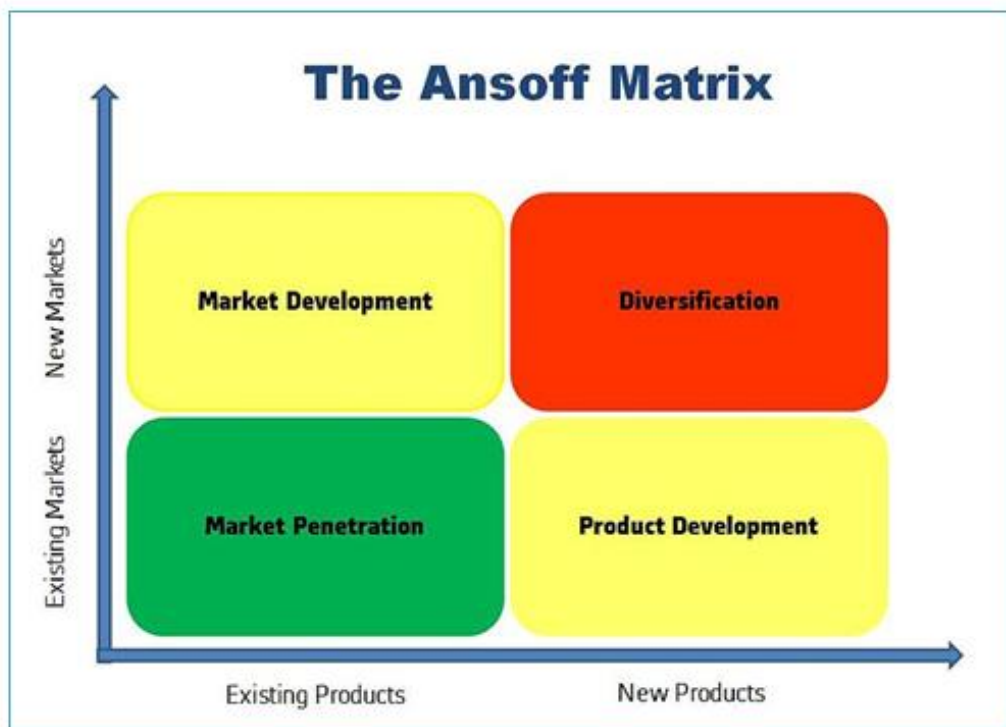 The Ansoff Matrix
New Markets
Market Development
Diversification
Existing Markets
Market Penetration
Product Development
Existing Products
New Products